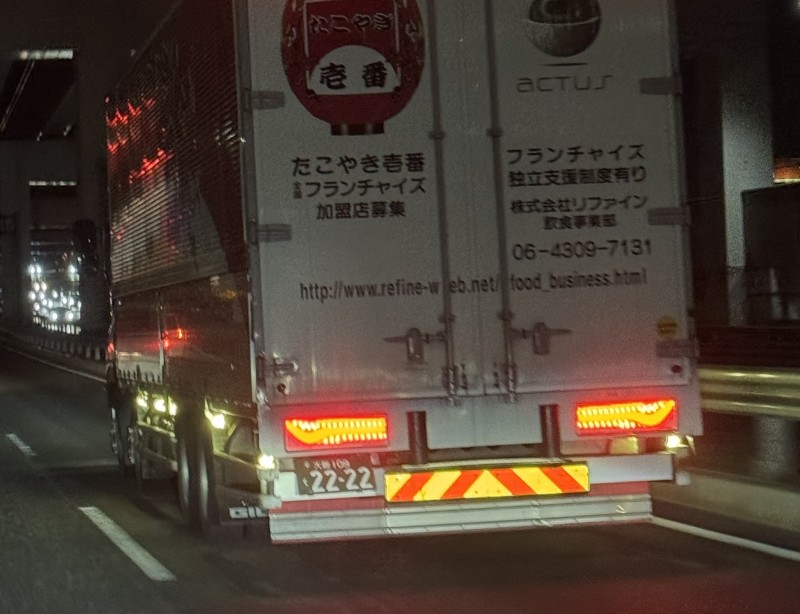 たこやき
壱番
ACTUS
たこやき壱番
全国フランチャイズ
加盟店募集
フランチャイズ
独立支援制度有り
株式会社リファイン
飲食事業部
06-4309-7131
http://www.refine-web.net/food_business.html
大阪 109
22-22